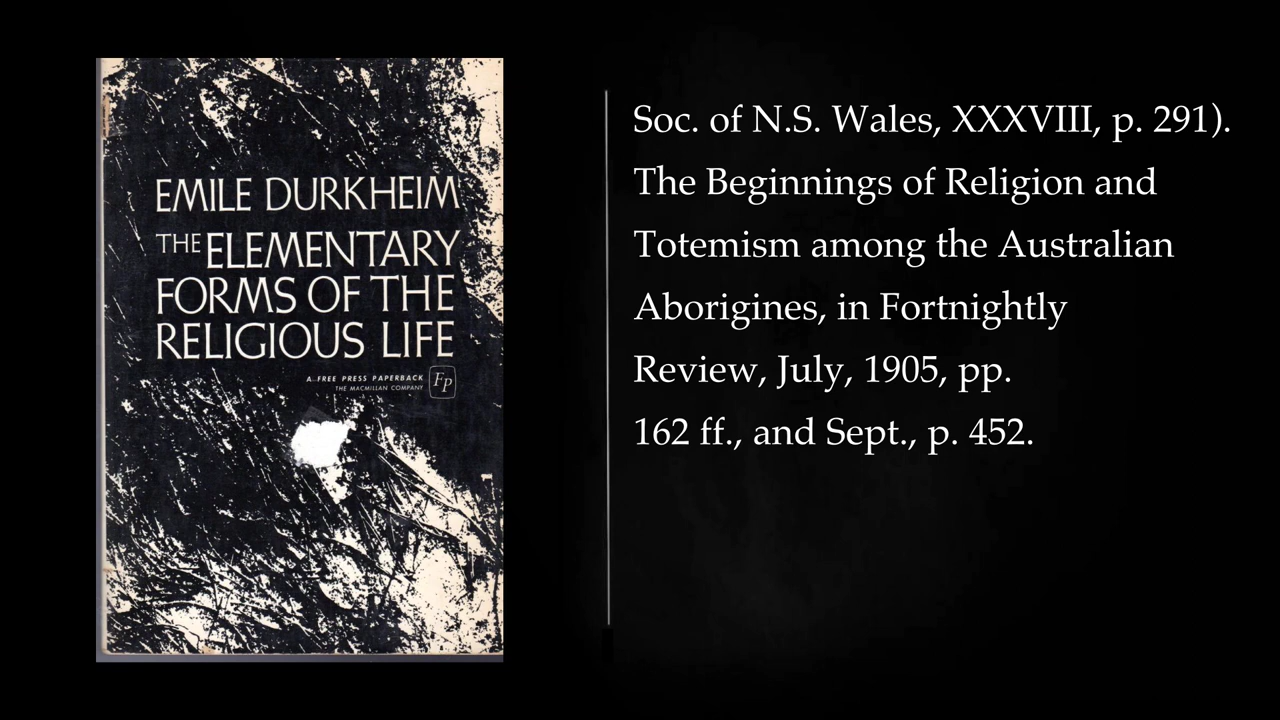 EMILE DURKHEIM
THE ELEMENTARY
FORMS OF THE
RELIGIOUS LIFE
A FREE PRESS PAPERBACK
THE MACMILLAN COMPANY
Fp
Soc. of N.S. Wales, XXXVIII, p. 291).
The Beginnings of Religion and
Totemism among the Australian
Aborigines, in Fortnightly
Review, July, 1905, pp.
162 ff., and Sept., p. 452.